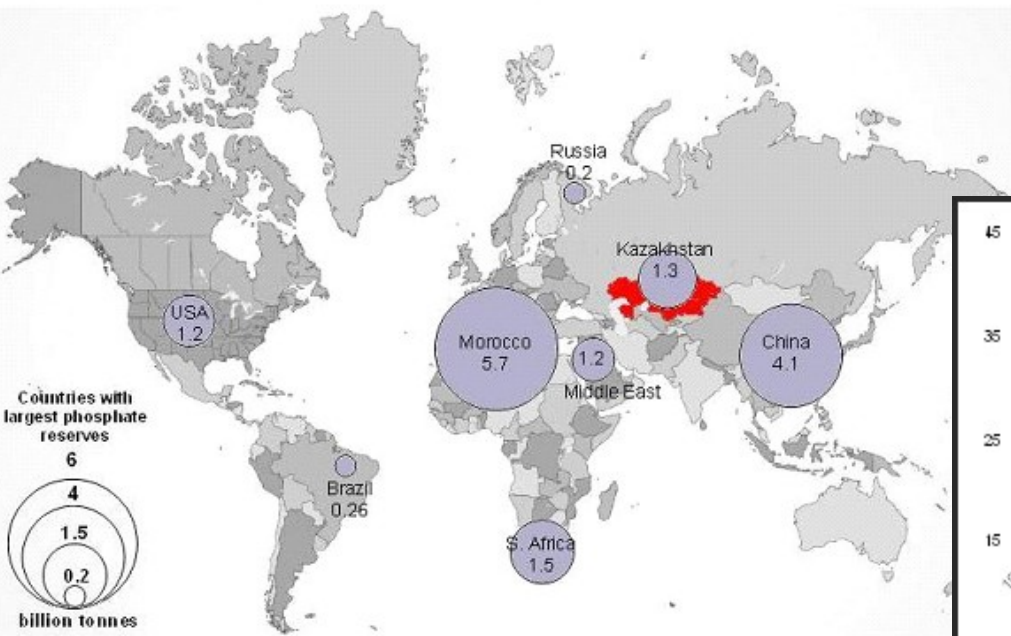 Russia
0.2
Kazakhstan
1.3
USA
1.2
Morocco
5.7
1.2
Middle East
China
4.1
Brazil
0.26
S. Africa
1.5
Countries with
largest phosphate
reserves
6
4
1.5
0.2
billion tonnes
45
35
25
15